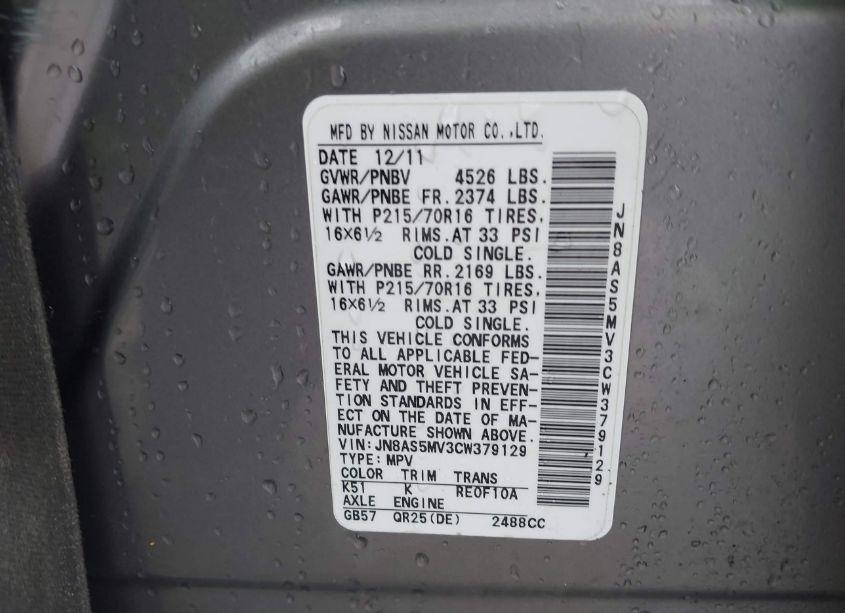 MFD BY NISSAN MOTOR CO.,LTD.
DATE 12/11
GVWR/PNBV 4526 LBS.
GAWR/PNBE FR. 2374 LBS.
WITH P215/70R16 TIRES,
16X6½ RIMS. AT 33 PSI
COLD SINGLE.
GAWR/PNBE RR. 2169 LBS.
WITH P215/70R16 TIRES,
16X6½ RIMS. AT 33 PSI
COLD SINGLE.
THIS VEHICLE CONFORMS
TO ALL APPLICABLE FED-
ERAL MOTOR VEHICLE SA-
FETY AND THEFT PREVEN-
TION STANDARDS IN EFF-
ECT ON THE DATE OF MA-
NUFACTURE SHOWN ABOVE.
VIN:JN8AS5MV3CW379129
TYPE:MPV
COLOR TRIM TRANS
K51 K RE0F10A
AXLE ENGINE
GB57 QR25(DE) 2488CC
JN8AS5MV3CW379129